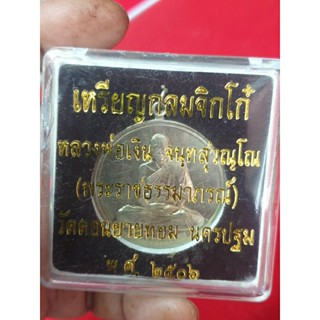 เหรียญกลมจิกโก๋
หลวงพ่อเงิน จนฺทสุวณฺโณ
(พระราชธรรมาภรณ์)
วัดดอนยายหอม นครปฐม
พ.ศ. ๒๕๐๖